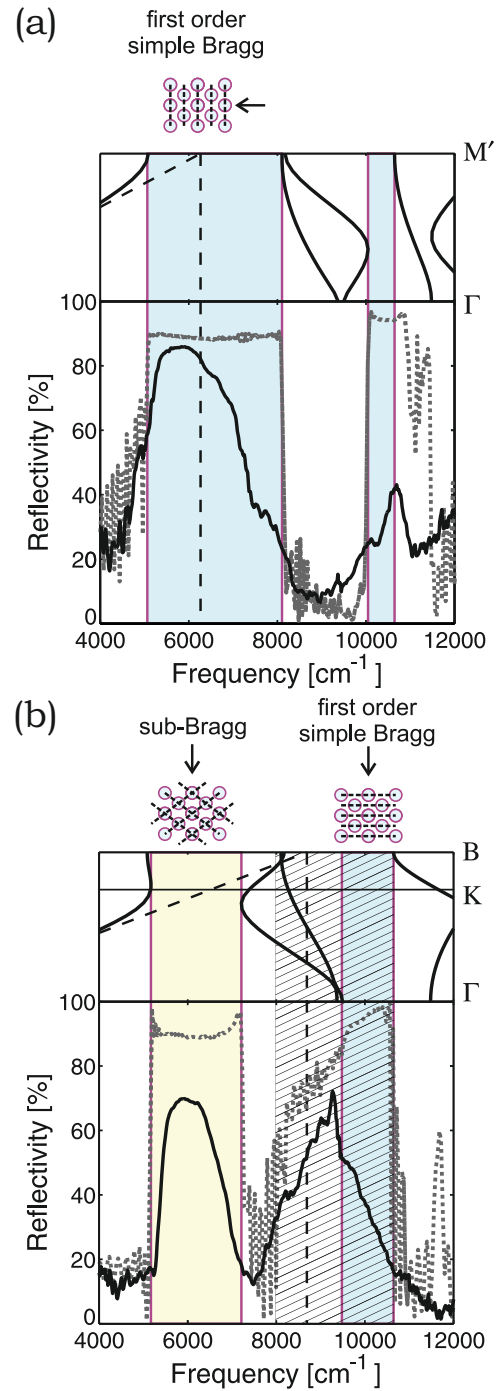 (a)
first order
simple Bragg
M′
Γ
100
80
60
40
20
0
Reflectivity [%]
4000 6000 8000 10000 12000
Frequency [cm⁻¹]
(b)
sub-Bragg
first order
simple Bragg
B
K
Γ
100
80
60
40
20
0
Reflectivity [%]
4000 6000 8000 10000 12000
Frequency [cm⁻¹]